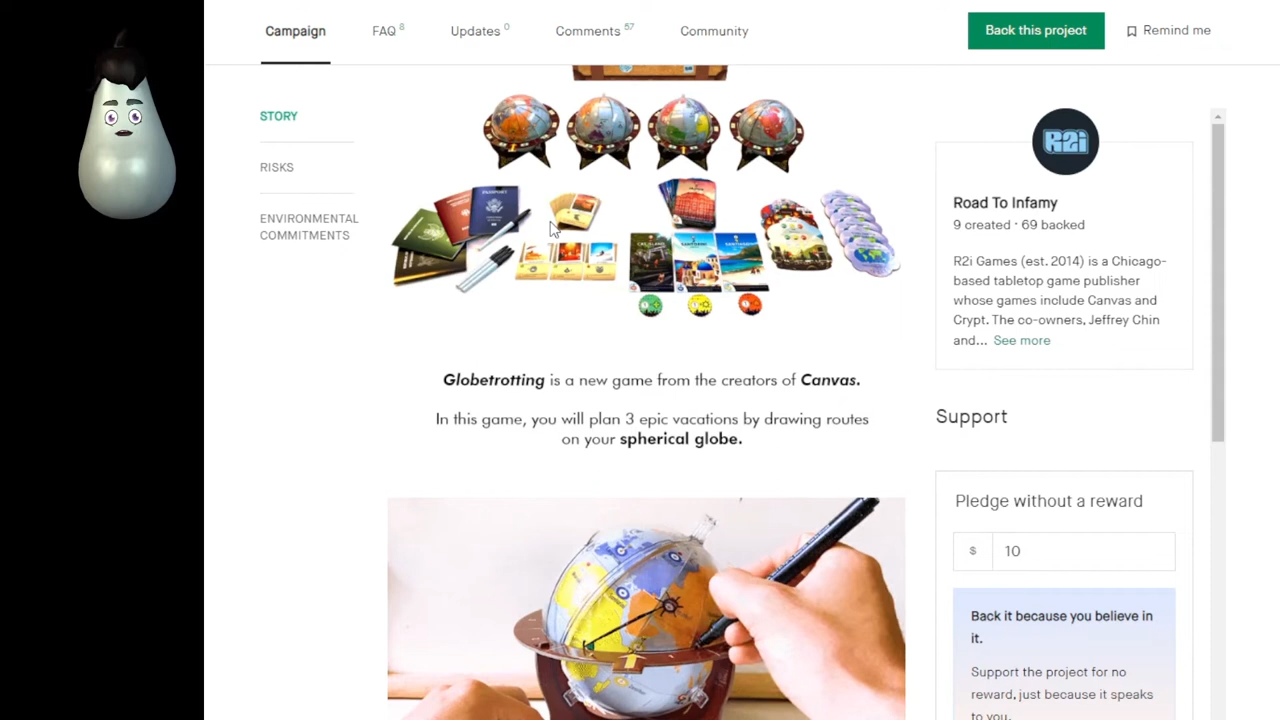 Campaign
FAQ 8
Updates 0
Comments 57
Community
Back this project
Remind me
STORY
RISKS
ENVIRONMENTAL
COMMITMENTS
PASSPORT
Globetrotting is a new game from the creators of Canvas.
In this game, you will plan 3 epic vacations by drawing routes
on your spherical globe.
R2i
Road To Infamy
9 created · 69 backed
R2i Games (est. 2014) is a Chicago-
based tabletop game publisher
whose games include Canvas and
Crypt. The co-owners, Jeffrey Chin
and... See more
Support
Pledge without a reward
$ 10
Back it because you believe in
it.
Support the project for no
reward, just because it speaks
to you.